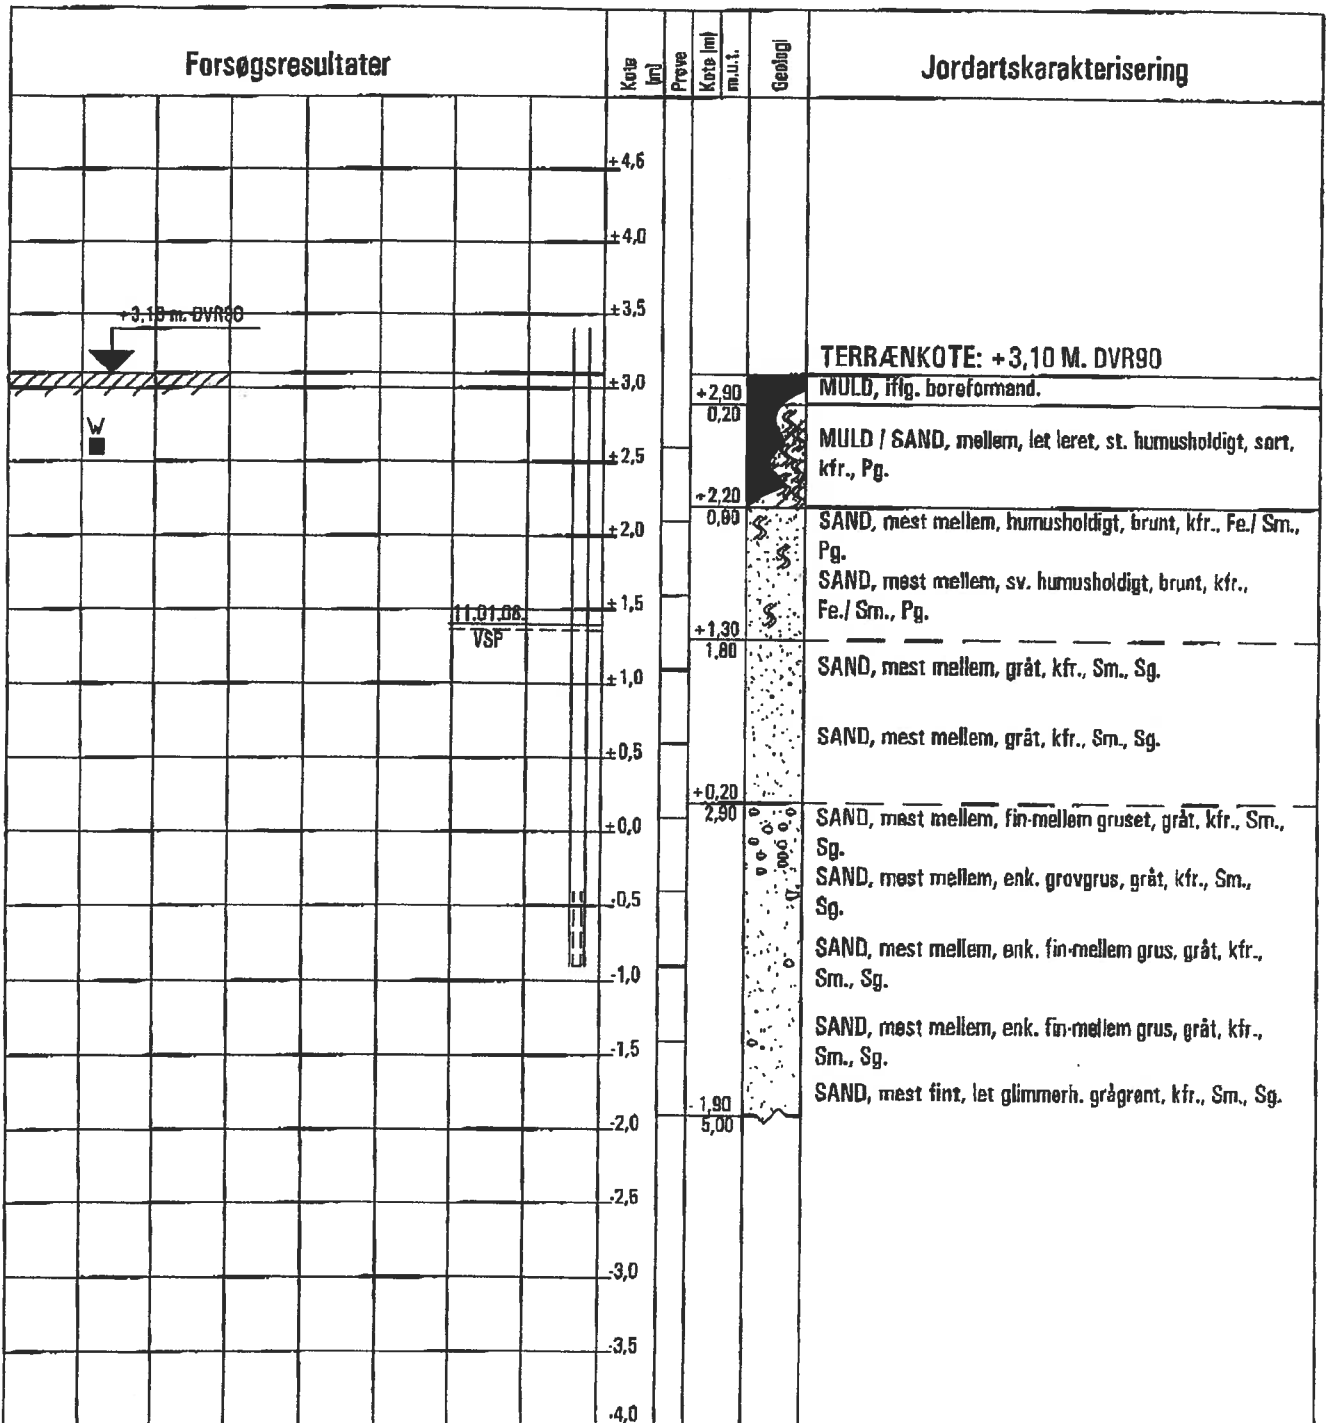 Forsøgsresultater
Kote (m)
Prøve
Kote (m)
m.u.t.
Geologi
Jordartskarakterisering
+4,5
+4,0
+3,5
+3,10 m. DVR90
TERRÆNKOTE: +3,10 M. DVR90
+3,0
+2,90
0,20
MULD, iflg. boreformand.
W
MULD / SAND, mellem, let leret, st. humusholdigt, sort,
kfr., Pg.
+2,5
+2,20
0,90
SAND, mest mellem, humusholdigt, brunt, kfr., Fe./ Sm.,
Pg.
+2,0
SAND, mest mellem, sv. humusholdigt, brunt, kfr.,
Fe./ Sm., Pg.
+1,5
11.01.06.
VSP
+1,30
1,80
SAND, mest mellem, gråt, kfr., Sm., Sg.
+1,0
SAND, mest mellem, gråt, kfr., Sm., Sg.
+0,5
+0,20
2,90
SAND, mest mellem, fin-mellem gruset, gråt, kfr., Sm.,
Sg.
+0,0
SAND, mest mellem, enk. grovgrus, gråt, kfr., Sm.,
Sg.
-0,5
SAND, mest mellem, enk. fin-mellem grus, gråt, kfr.,
Sm., Sg.
-1,0
SAND, mest mellem, enk. fin-mellem grus, gråt, kfr.,
Sm., Sg.
-1,5
SAND, mest fint, let glimmerh. grågrønt, kfr., Sm., Sg.
-1,90
5,00
-2,0
-2,5
-3,0
-3,5
-4,0